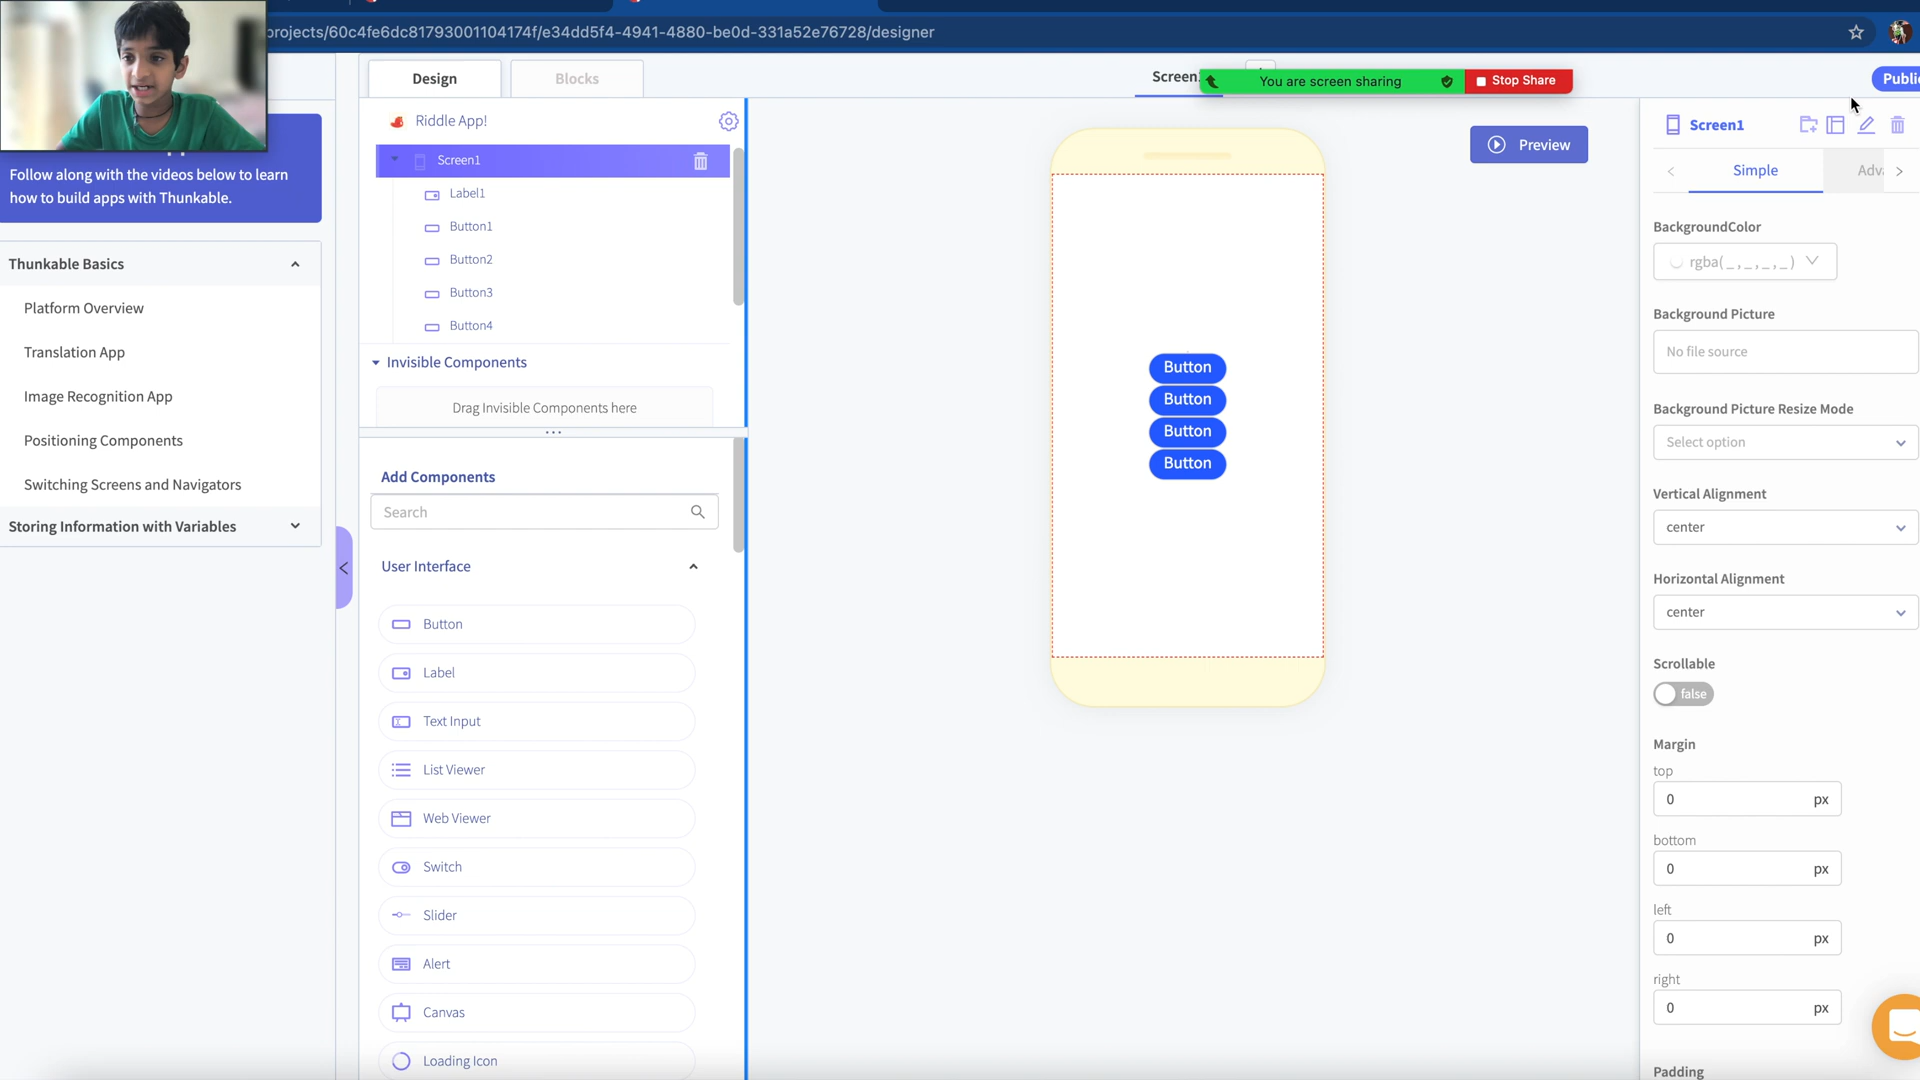 projects/60c4fe6dc81793001104174f/e34dd5f4-4941-4880-be0d-331a52e76728/designer
Design
Blocks
Screen
You are screen sharing
Stop Share
Public
Follow along with the videos below to learn
how to build apps with Thunkable.
Thunkable Basics
Platform Overview
Translation App
Image Recognition App
Positioning Components
Switching Screens and Navigators
Storing Information with Variables
Riddle App!
Screen1
Label1
Button1
Button2
Button3
Button4
Invisible Components
Drag Invisible Components here
Add Components
Search
User Interface
Button
Label
Text Input
List Viewer
Web Viewer
Switch
Slider
Alert
Canvas
Loading Icon
Preview
Button
Button
Button
Button
Screen1
Simple
Adv
BackgroundColor
rgba(_,_,_,_)
Background Picture
No file source
Background Picture Resize Mode
Select option
Vertical Alignment
center
Horizontal Alignment
center
Scrollable
false
Margin
top
0 px
bottom
0 px
left
0 px
right
0 px
Padding